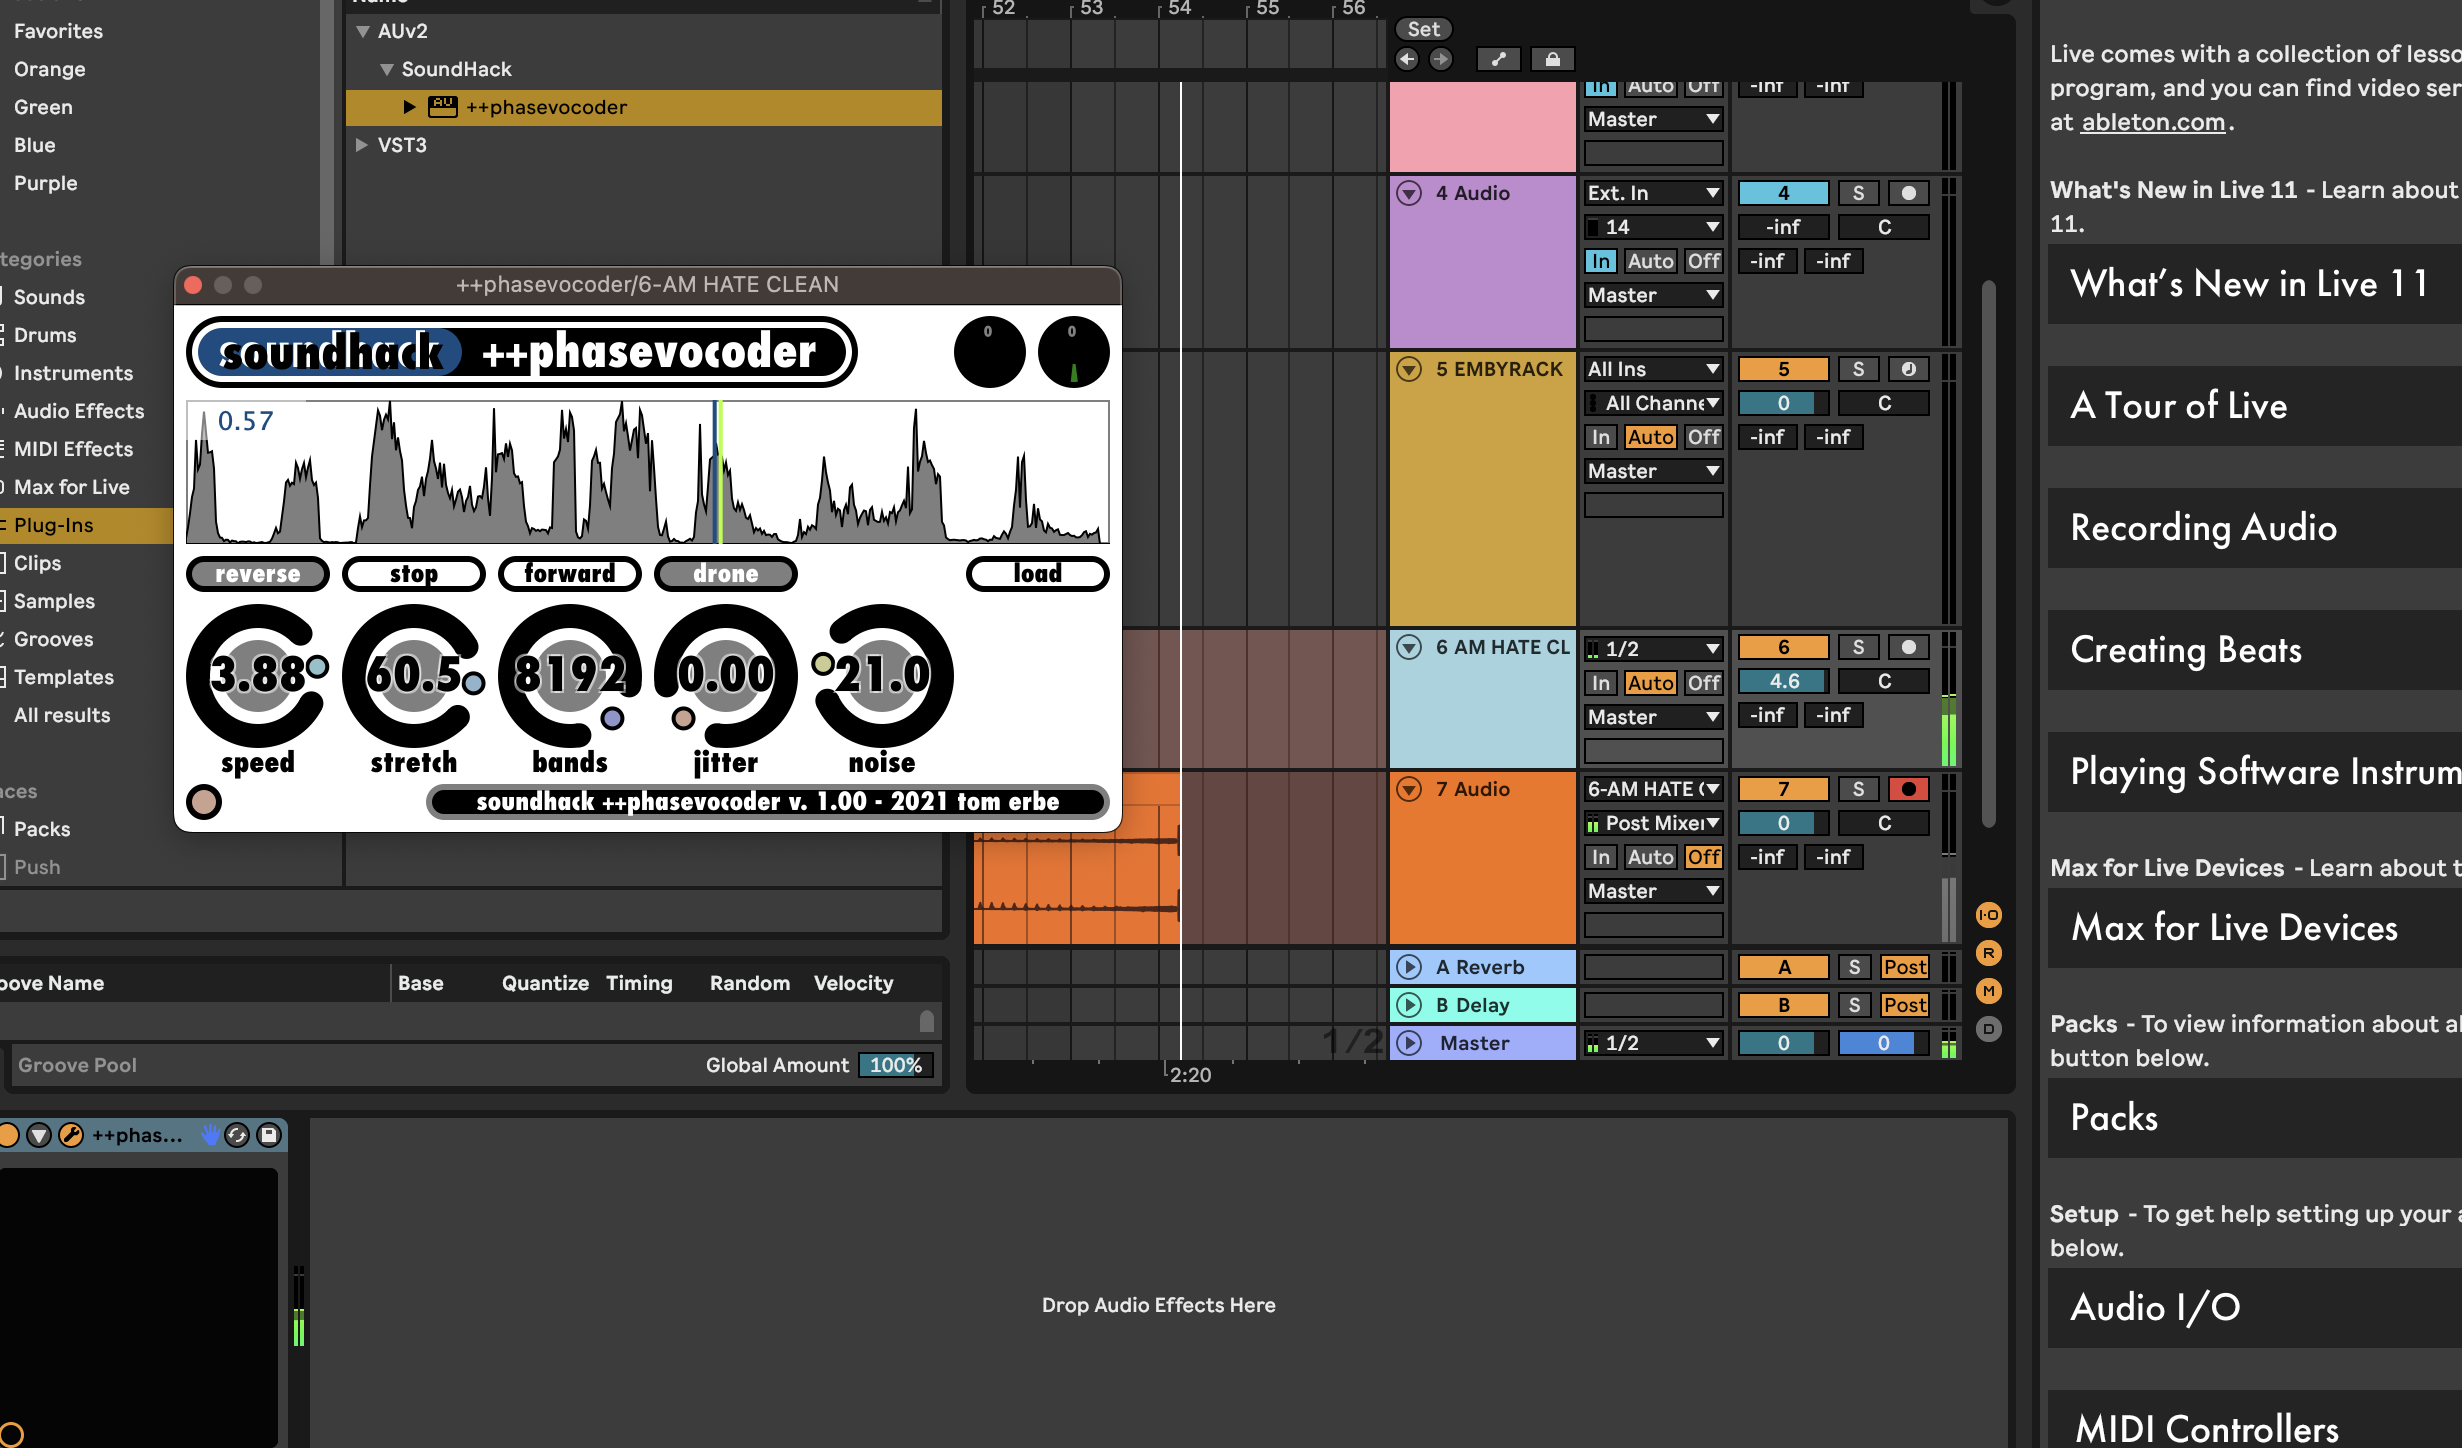 Favorites
Orange
Green
Blue
Purple
tegories
Sounds
Drums
Instruments
Audio Effects
MIDI Effects
Max for Live
Plug-Ins
Clips
Samples
Grooves
Templates
All results
aces
Packs
Push
Name
AUv2
SoundHack
++phasevocoder
VST3
++phasevocoder/6-AM HATE CLEAN
soundhack ++phasevocoder
0 0
0.57
reverse stop forward drone load
3.88 60.5 8192 0.00 -21.0
speed stretch bands jitter noise
soundhack ++phasevocoder v. 1.00 - 2021 tom erbe
52 53 54 55 56
Set
In Auto Off -inf -inf
Master
4 Audio Ext. In 4 S
14 -inf C
In Auto Off -inf -inf
Master
5 EMBYRACK All Ins 5 S
All Channe 0 C
In Auto Off -inf -inf
Master
6 AM HATE CL 1/2 6 S
In Auto Off 4.6 C
Master -inf -inf
7 Audio 6-AM HATE 7 S
Post Mixer 0 C
In Auto Off -inf -inf
Master
A Reverb A S Post
B Delay B S Post
1/2 Master 1/2 0 0
2:20
I·O
R
M
D
oove Name Base Quantize Timing Random Velocity
Groove Pool Global Amount 100%
++phas...
Drop Audio Effects Here
Live comes with a collection of lesso
program, and you can find video ser
at ableton.com.
What's New in Live 11 - Learn about
11.
What's New in Live 11
A Tour of Live
Recording Audio
Creating Beats
Playing Software Instrum
Max for Live Devices - Learn about t
Max for Live Devices
Packs - To view information about al
button below.
Packs
Setup - To get help setting up your a
below.
Audio I/O
MIDI Controllers